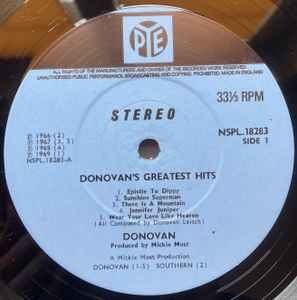 PYE
ALL RIGHTS OF THE MANUFACTURERS AND OWNER OF THE RECORDED WORK RESERVED.
UNAUTHORISED PUBLIC PERFORMANCE, BROADCASTING AND COPYING PROHIBITED. MADE IN ENGLAND
STEREO
33⅓ RPM
℗ 1966 (2)
℗ 1967 (3, 5)
℗ 1968 (4)
℗ 1969 (1)
NSPL.18283-A
NSPL.18283
SIDE 1
DONOVAN'S GREATEST HITS
1. Epistle To Dippy
2. Sunshine Superman
3. There Is A Mountain
4. Jennifer Juniper
5. Wear Your Love Like Heaven
(All Composed by Donovan Leitch)
DONOVAN
Produced by Mickie Most
A Mickie Most Production
DONOVAN (1-5) SOUTHERN (2)